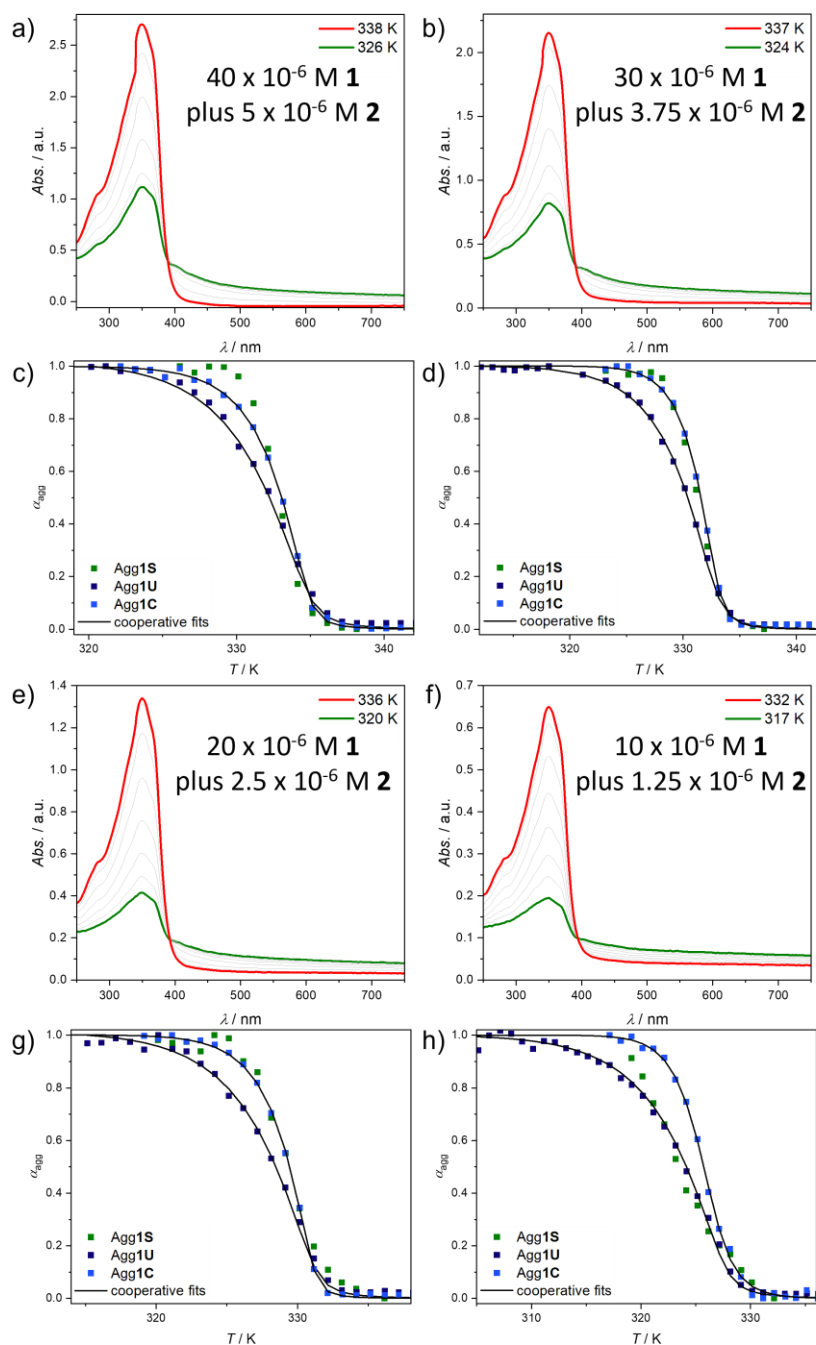 a)
338 K
326 K
40 x 10-6 M 1
plus 5 x 10-6 M 2
Abs. / a.u.
2.5
2.0
1.5
1.0
0.5
0.0
300 400 500 600 700
λ / nm
b)
337 K
324 K
30 x 10-6 M 1
plus 3.75 x 10-6 M 2
Abs. / a.u.
2.0
1.5
1.0
0.5
0.0
300 400 500 600 700
λ / nm
c)
αagg
1.0
0.8
0.6
0.4
0.2
0.0
Agg1S
Agg1U
Agg1C
cooperative fits
320 330 340
T / K
d)
αagg
1.0
0.8
0.6
0.4
0.2
0.0
Agg1S
Agg1U
Agg1C
cooperative fits
320 330 340
T / K
e)
336 K
320 K
20 x 10-6 M 1
plus 2.5 x 10-6 M 2
Abs. / a.u.
1.4
1.2
1.0
0.8
0.6
0.4
0.2
0.0
300 400 500 600 700
λ / nm
f)
332 K
317 K
10 x 10-6 M 1
plus 1.25 x 10-6 M 2
Abs. / a.u.
0.7
0.6
0.5
0.4
0.3
0.2
0.1
0.0
300 400 500 600 700
λ / nm
g)
αagg
1.0
0.8
0.6
0.4
0.2
0.0
Agg1S
Agg1U
Agg1C
cooperative fits
320 330
T / K
h)
αagg
1.0
0.8
0.6
0.4
0.2
0.0
Agg1S
Agg1U
Agg1C
cooperative fits
310 320 330
T / K